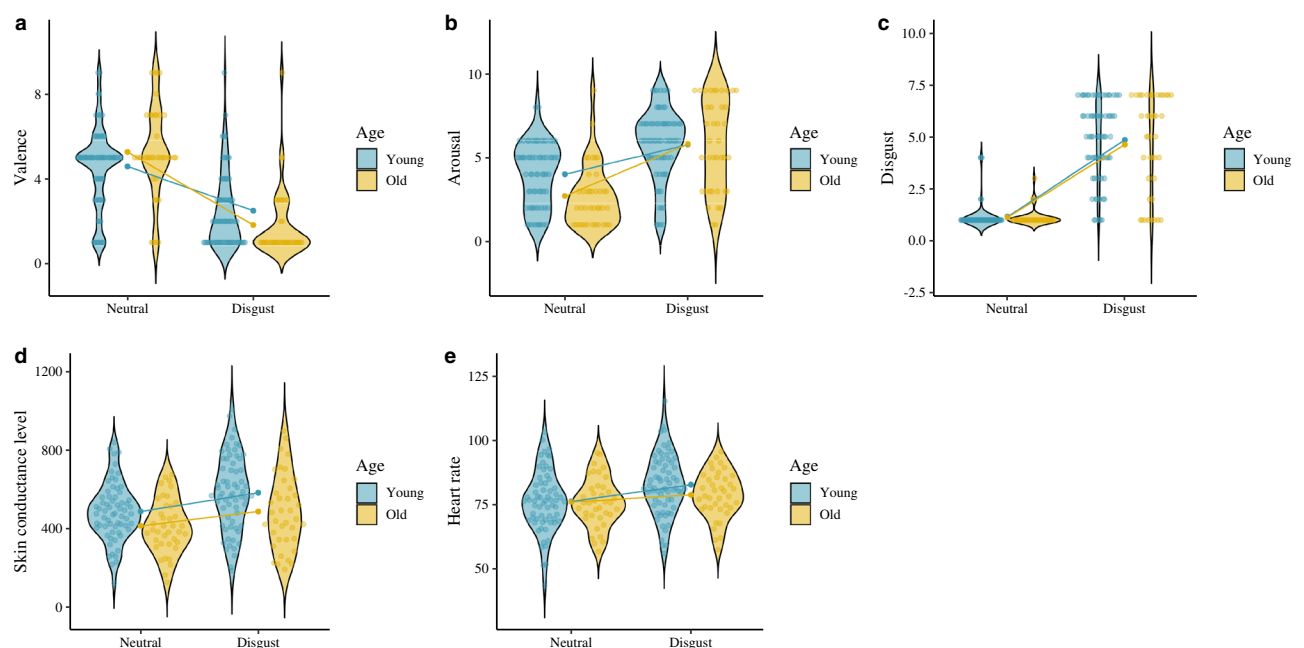 a
Valence
8
4
0
Neutral
Disgust
Age
Young
Old
b
Arousal
10
5
0
Neutral
Disgust
Age
Young
Old
c
Disgust
10.0
7.5
5.0
2.5
0.0
-2.5
Neutral
Disgust
Age
Young
Old
d
Skin conductance level
1200
800
400
0
Neutral
Disgust
Age
Young
Old
e
Heart rate
125
100
75
50
Neutral
Disgust
Age
Young
Old